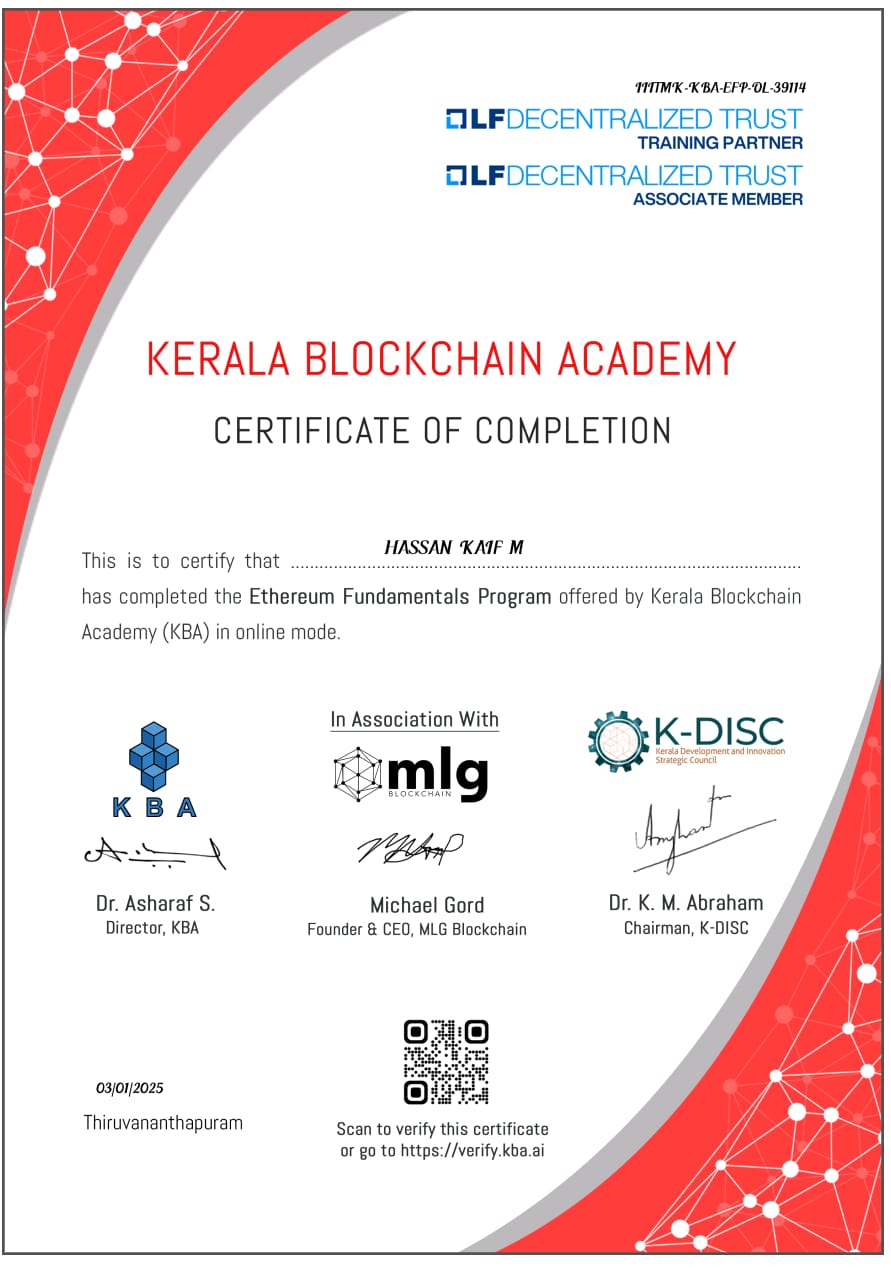 IIITMK-KBA-EFP-OL-39114
LFDECENTRALIZED TRUST
TRAINING PARTNER
LFDECENTRALIZED TRUST
ASSOCIATE MEMBER
KERALA BLOCKCHAIN ACADEMY
CERTIFICATE OF COMPLETION
This is to certify that HASSAN KAIF M
has completed the Ethereum Fundamentals Program offered by Kerala Blockchain
Academy (KBA) in online mode.
KBA
In Association With
mlg
BLOCKCHAIN
K-DISC
Kerala Development and Innovation
Strategic Council
Dr. Asharaf S.
Director, KBA
Michael Gord
Founder & CEO, MLG Blockchain
Dr. K. M. Abraham
Chairman, K-DISC
03/01/2025
Thiruvananthapuram
Scan to verify this certificate
or go to https://verify.kba.ai